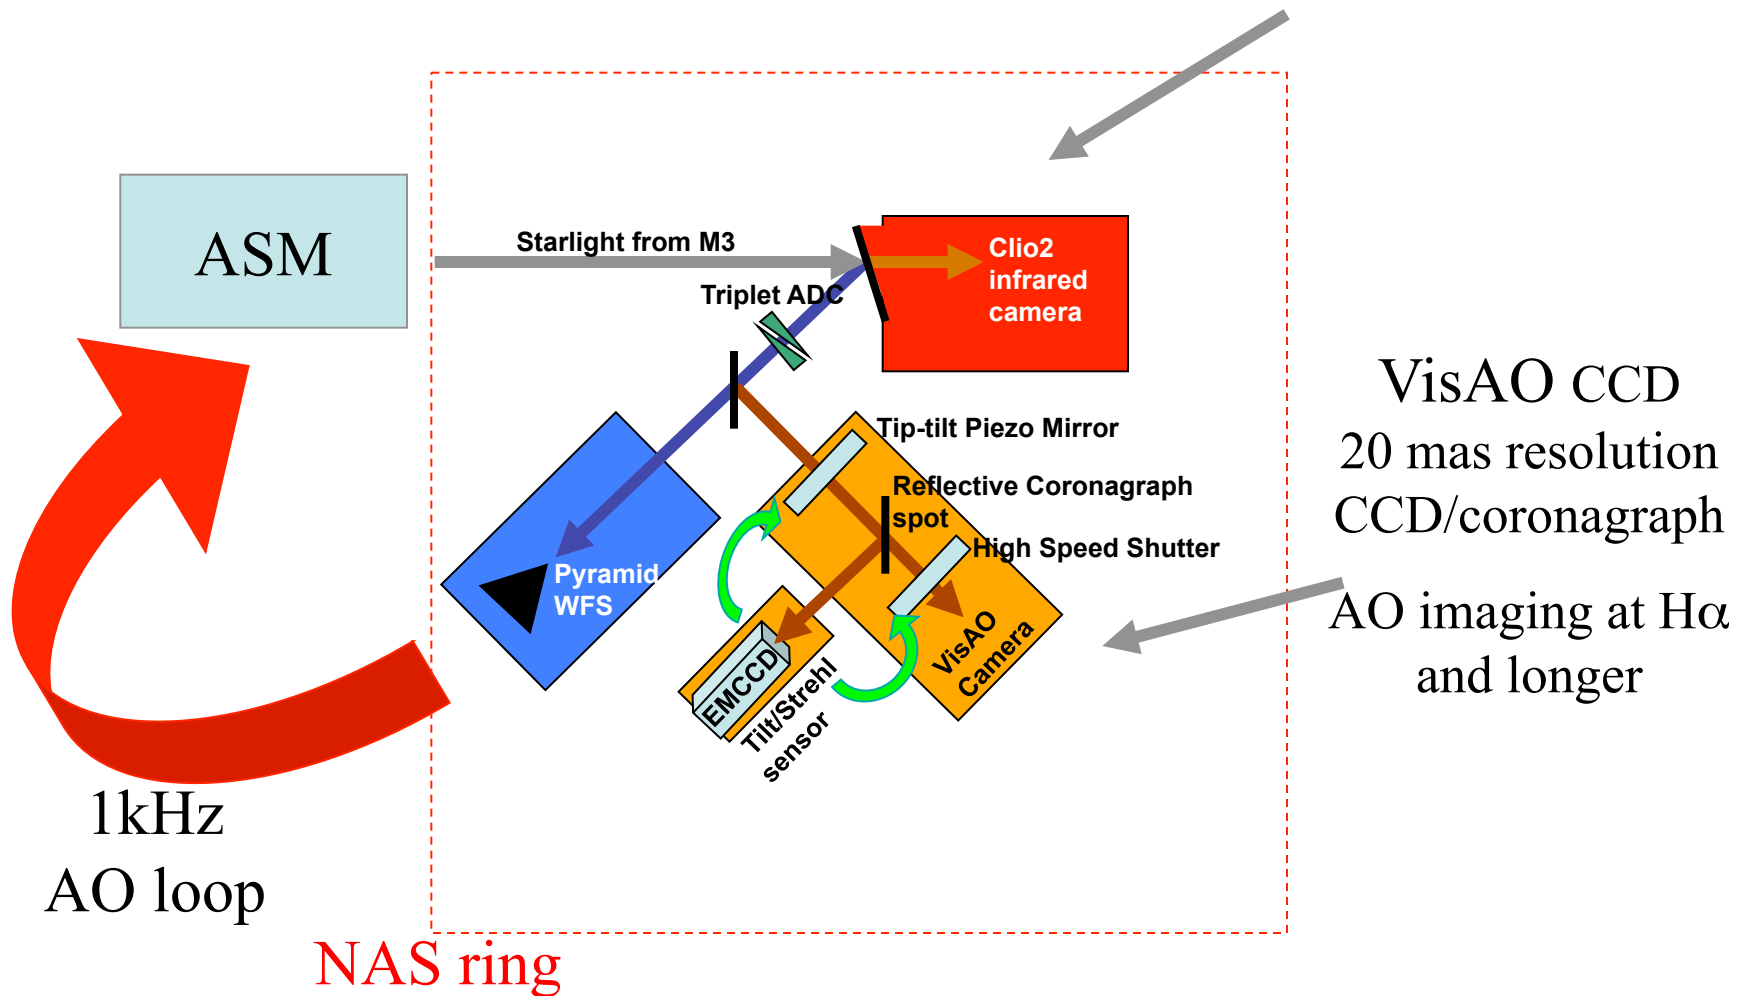 ASM
Starlight from M3
Clio2
infrared
camera
Triplet ADC
VisAO CCD
20 mas resolution
CCD/coronagraph
AO imaging at Hα
and longer
Tip-tilt Piezo Mirror
Reflective Coronagraph
spot
High Speed Shutter
Pyramid
WFS
VisAO
Camera
EMCCD
Tilt/Strehl
sensor
1kHz
AO loop
NAS ring